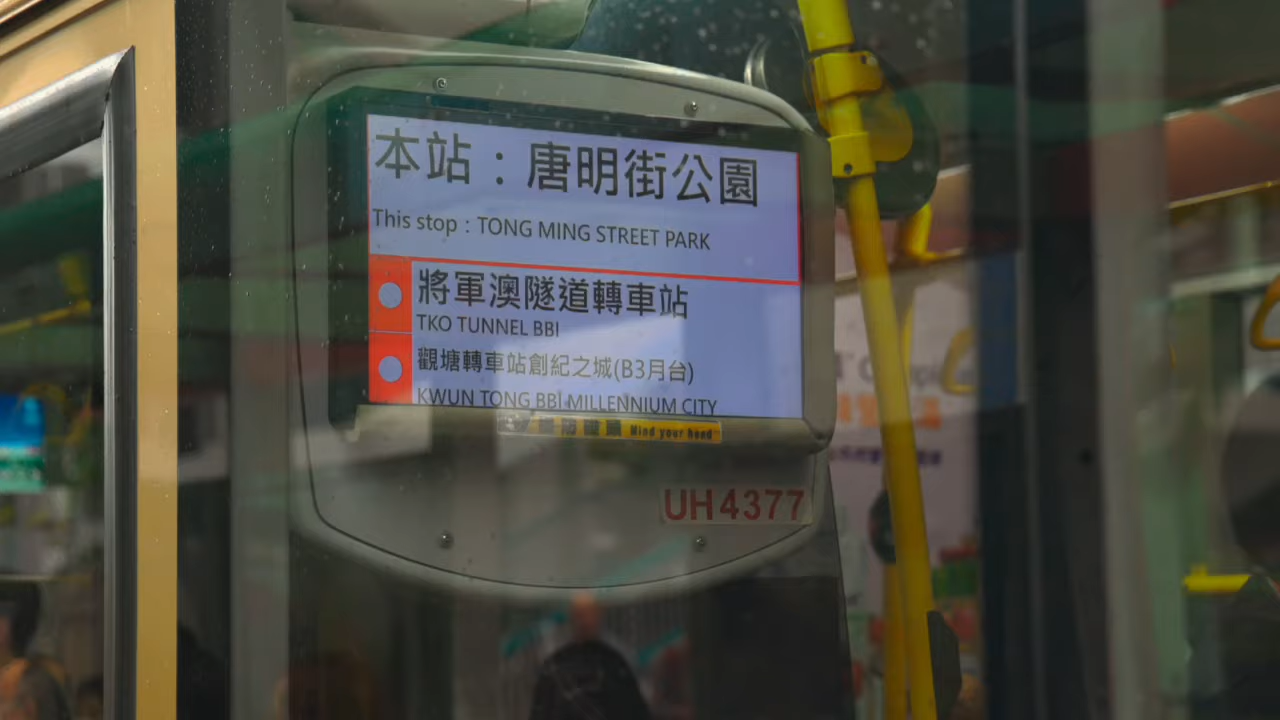 本站：唐明街公園
This stop : TONG MING STREET PARK
將軍澳隧道轉車站
TKO TUNNEL BBI
觀塘轉車站創紀之城(B3月台)
KWUN TONG BBI MILLENNIUM CITY
Mind your head
UH4377